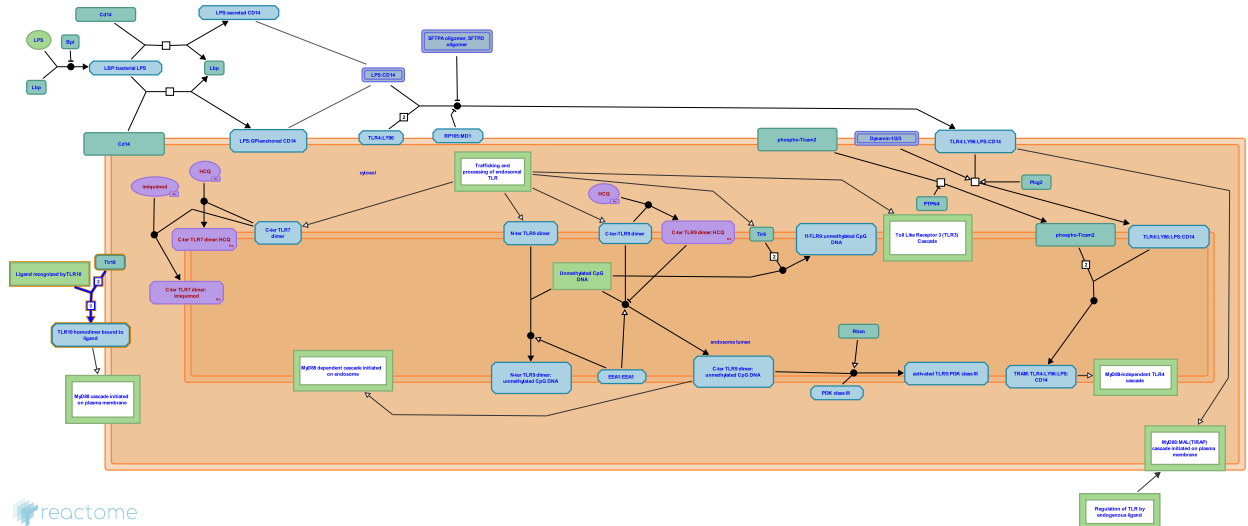 Cd14
LPS:secreted CD14
LPS
Bpi
SFTPA oligomer, SFTPD
oligomer
LBP:bacterial LPS
Lbp
LPS:CD14
Lbp
2
Cd14
LPS:GPI-anchored CD14
TLR4:LY96
RP105:MD1
phospho-Ticam2
Dynamin-1/2/3
TLR4:LY96:LPS:CD14
cytosol
Trafficking and
processing of endosomal
TLR
HCQ
imiquimod
HCQ
Plcg2
PTPN4
C-ter TLR7
dimer
C-ter TLR7 dimer:HCQ
Rx
N-ter TLR9 dimer
C-ter TLR9 dimer
C-ter TLR9 dimer:HCQ
Rx
Tlr9
N-TLR9:unmethylated CpG
DNA
Toll Like Receptor 3 (TLR3)
Cascade
phospho-Ticam2
TLR4:LY96:LPS:CD14
2
2
Tlr10
Ligand recognized by TLR10
2
Unmethylated CpG
DNA
C-ter TLR7 dimer:
imiquimod
Rx
TLR10 homodimer bound to
ligand
Rbsn
endosome lumen
MyD88 dependent cascade initiated
on endosome
N-ter TLR9 dimer:
unmethylated CpG DNA
EEA1:EEA1
C-ter TLR9 dimer:
unmethylated CpG DNA
PI3K class III
activated TLR9:PI3K class III
TRAM:TLR4:LY96:LPS:
CD14
MyD88-independent TLR4
cascade
MyD88 cascade initiated
on plasma membrane
MyD88:MAL(TIRAP)
cascade initiated on plasma
membrane
Regulation of TLR by
endogenous ligand
reactome